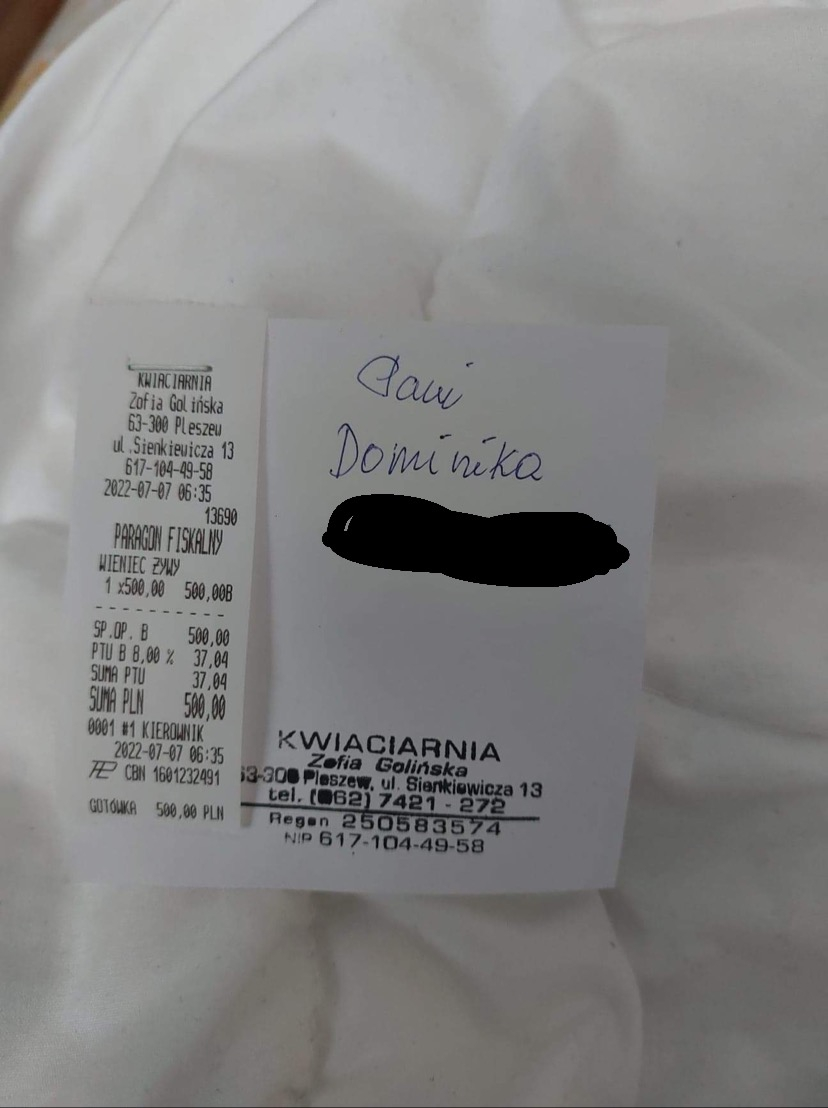 KWIACIARNIA
Zofia Golińska
63-300 Pleszew
ul.Sienkiewicza 13
617-104-49-58
2022-07-07 06:35
13690
PARAGON FISKALNY
WIENIEC ŻYWY
1 x500,00 500,00B
SP.OP. B 500,00
PTU B 8,00 % 37,04
SUMA PTU 37,04
SUMA PLN 500,00
0001 #1 KIEROWNIK
2022-07-07 06:35
CBN 1601232491
GOTÓWKA 500,00 PLN
Pani
Dominika
KWIACIARNIA
Zofia Golińska
63-300 Pleszew, ul. Sienkiewicza 13
tel. (062) 7421 - 272
Regon 250583574
NIP 617-104-49-58